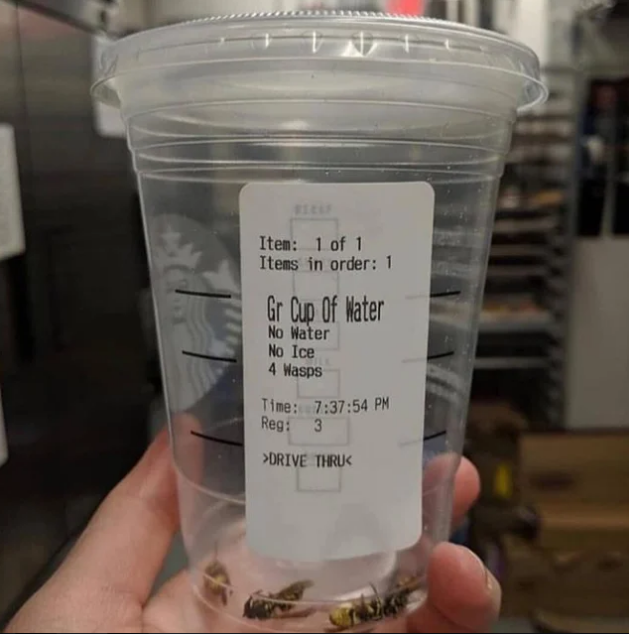 Item: 1 of 1
Items in order: 1
Gr Cup Of Water
No Water
No Ice
4 Wasps
Time: 7:37:54 PM
Reg: 3
>DRIVE THRU<